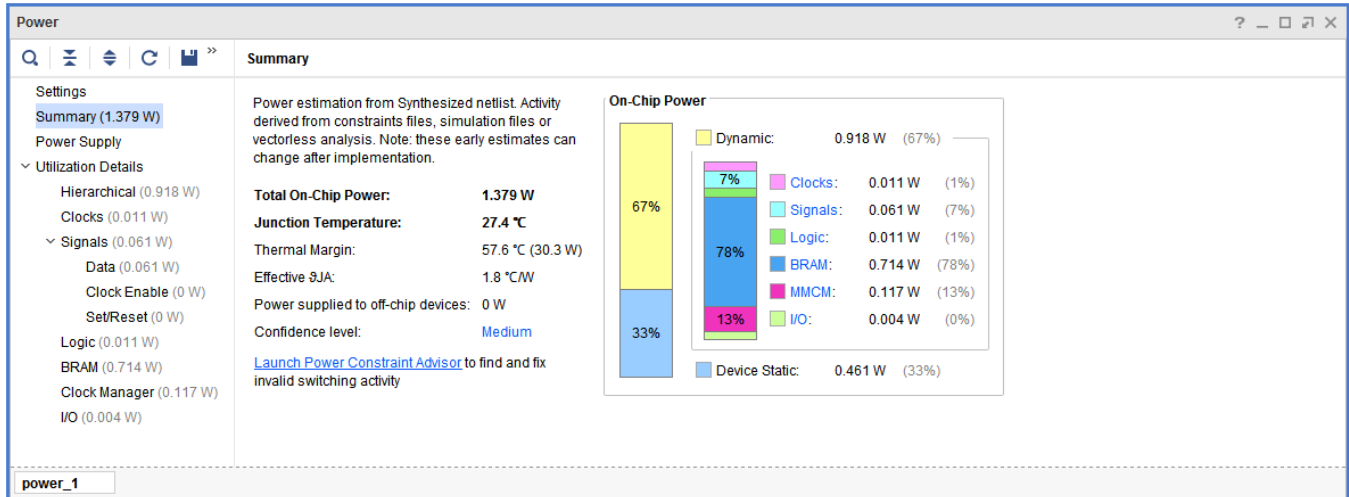 Power
? _ □ X
»
Summary
Settings
Summary (1.379 W)
Power Supply
Utilization Details
Hierarchical (0.918 W)
Clocks (0.011 W)
Signals (0.061 W)
Data (0.061 W)
Clock Enable (0 W)
Set/Reset (0 W)
Logic (0.011 W)
BRAM (0.714 W)
Clock Manager (0.117 W)
I/O (0.004 W)
Power estimation from Synthesized netlist. Activity
derived from constraints files, simulation files or
vectorless analysis. Note: these early estimates can
change after implementation.
Total On-Chip Power: 1.379 W
Junction Temperature: 27.4 °C
Thermal Margin: 57.6 °C (30.3 W)
Effective ϑJA: 1.8 °C/W
Power supplied to off-chip devices: 0 W
Confidence level: Medium
Launch Power Constraint Advisor to find and fix
invalid switching activity
On-Chip Power
67%
33%
Dynamic: 0.918 W (67%)
7%
78%
13%
Clocks: 0.011 W (1%)
Signals: 0.061 W (7%)
Logic: 0.011 W (1%)
BRAM: 0.714 W (78%)
MMCM: 0.117 W (13%)
I/O: 0.004 W (0%)
Device Static: 0.461 W (33%)
power_1